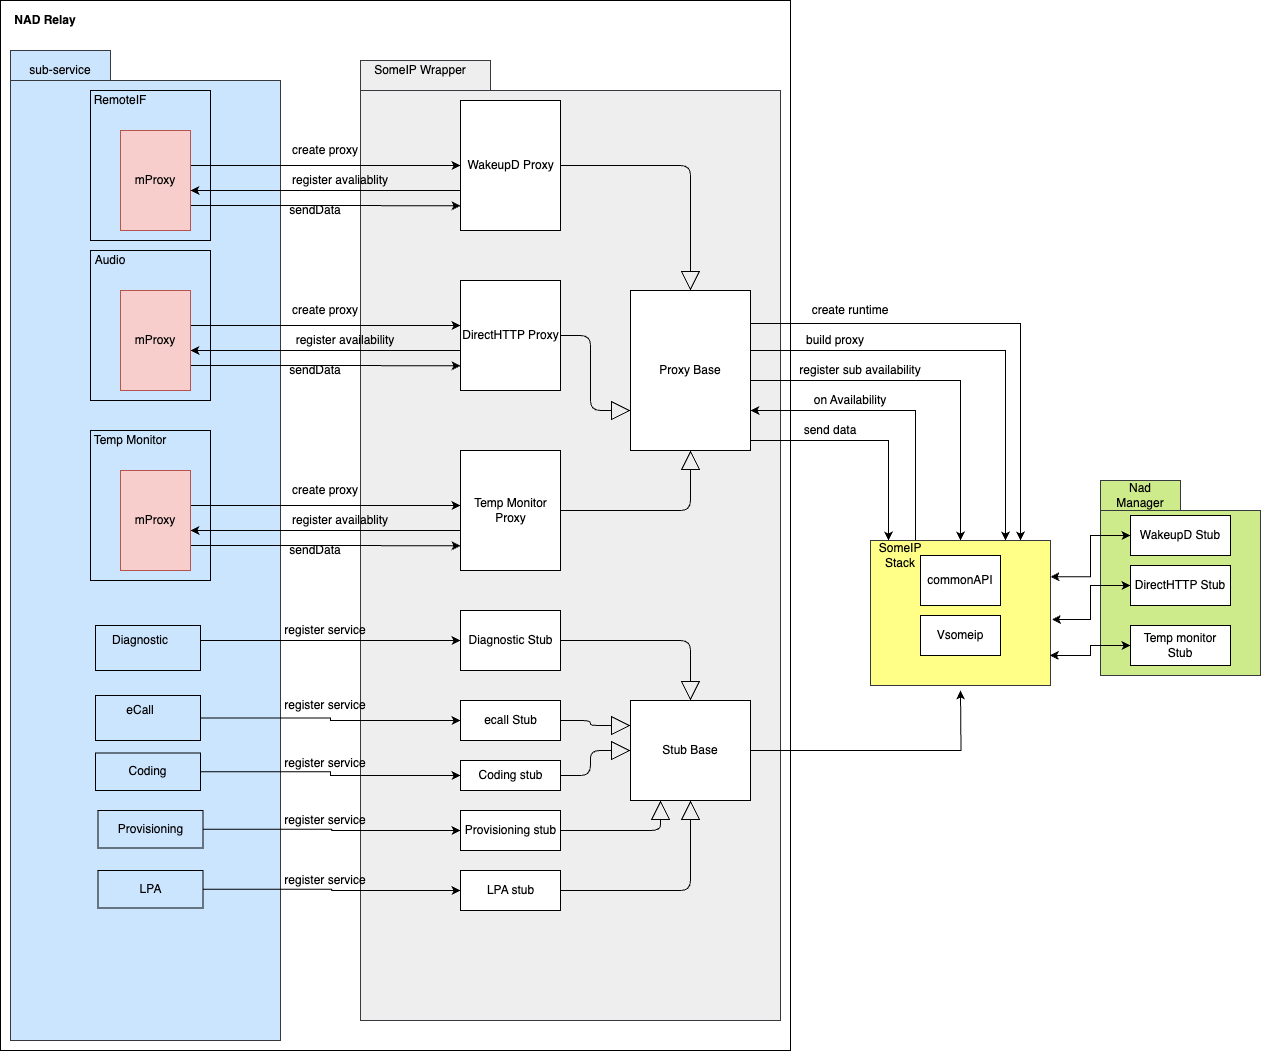 NAD Relay
sub-service
SomeIP Wrapper
RemoteIF
mProxy
create proxy
register avaliablity
sendData
WakeupD Proxy
Audio
mProxy
create proxy
register availability
sendData
DirectHTTP Proxy
Temp Monitor
mProxy
create proxy
register availablity
sendData
Temp Monitor
Proxy
Proxy Base
create runtime
build proxy
register sub availability
on Availability
send data
Diagnostic
register service
Diagnostic Stub
eCall
register service
ecall Stub
Coding
register service
Coding stub
Provisioning
register service
Provisioning stub
LPA
register service
LPA stub
Stub Base
SomeIP
Stack
commonAPI
Vsomeip
Nad
Manager
WakeupD Stub
DirectHTTP Stub
Temp monitor
Stub